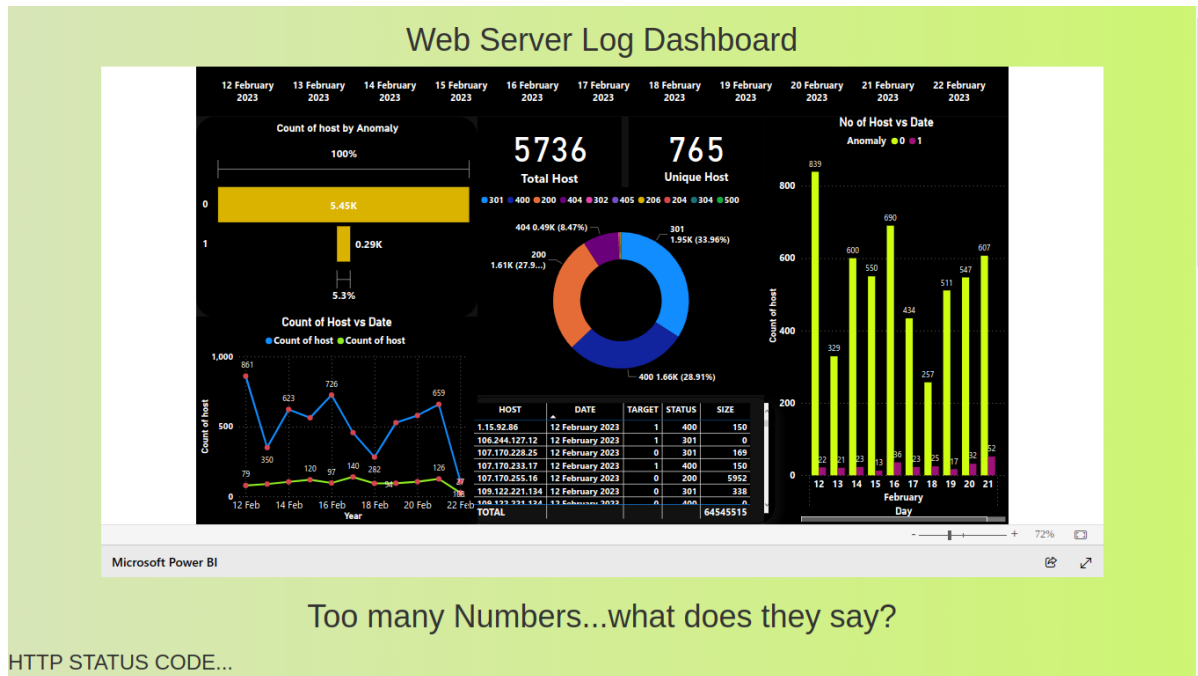 Web Server Log Dashboard
12 February 2023 13 February 2023 14 February 2023 15 February 2023 16 February 2023 17 February 2023 18 February 2023 19 February 2023 20 February 2023 21 February 2023 22 February 2023
Count of host by Anomaly
100%
0 5.45K
1 0.29K
5.3%
5736
Total Host
765
Unique Host
301 400 200 404 302 405 206 204 304 500
404 0.49K (8.47%)
301
1.95K (33.96%)
200
1.61K (27.9...)
400 1.66K (28.91%)
No of Host vs Date
Anomaly 0 1
Count of host
800
600
400
200
0
839 329 600 550 690 434 257 511 547 607
22 21 23 13 36 23 25 17 32 52
12 13 14 15 16 17 18 19 20 21
February
Day
Count of Host vs Date
Count of host Count of host
Count of host
1,000
500
0
861 350 623 726 282 659 27
120 97 140 94 126
12 Feb 14 Feb 16 Feb 18 Feb 20 Feb 22 Feb
Year
HOST DATE TARGET STATUS SIZE
1.15.92.86 12 February 2023 1 400 150
106.244.127.12 12 February 2023 1 301 0
107.170.228.25 12 February 2023 0 301 169
107.170.233.17 12 February 2023 1 400 150
107.170.255.16 12 February 2023 0 200 5952
109.122.221.134 12 February 2023 0 301 338
109.122.221.134 12 February 2023 0 400 0
TOTAL 64545515
- + 72%
Microsoft Power BI
Too many Numbers...what does they say?
HTTP STATUS CODE...